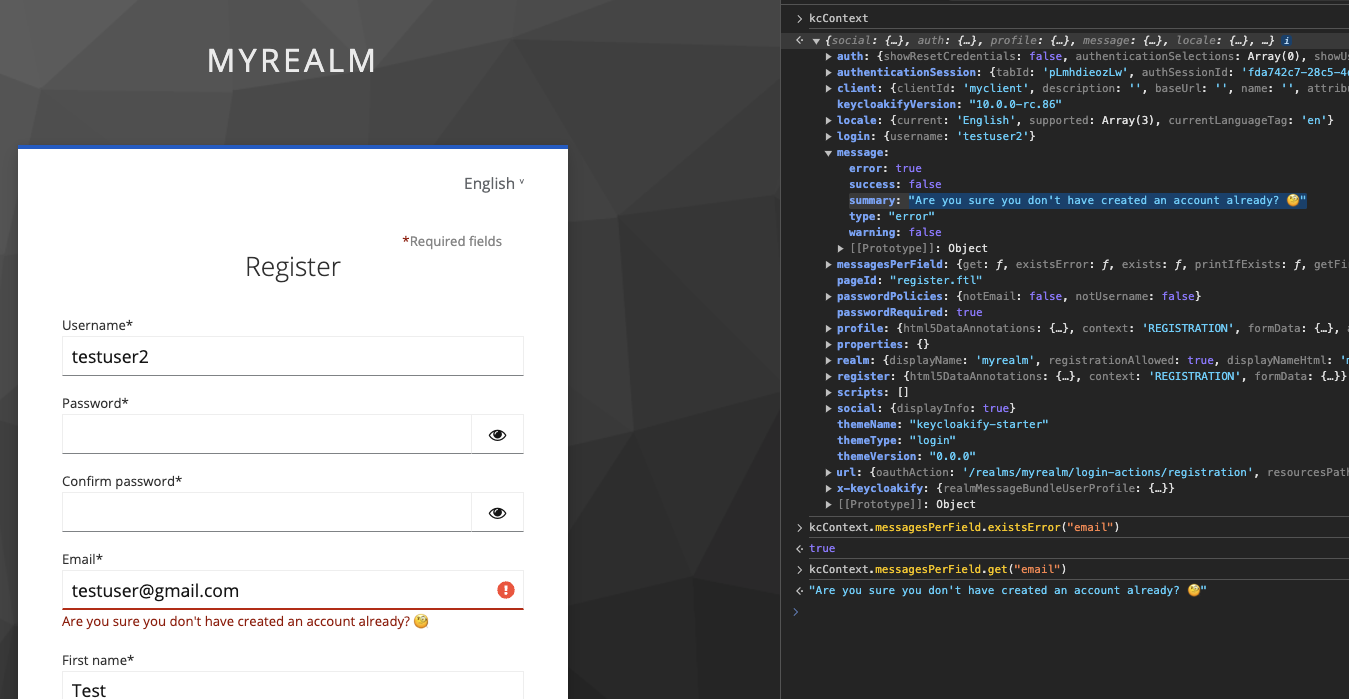 MYREALM
English
*Required fields
Register
Username*
testuser2
Password*
Confirm password*
Email*
testuser@gmail.com
Are you sure you don't have created an account already? 🧐
First name*
Test
kcContext
{social: {…}, auth: {…}, profile: {…}, message: {…}, locale: {…}, …} i
auth: {showResetCredentials: false, authenticationSelections: Array(0),
authenticationSession: {tabId: 'pLmhdieozLw', authSessionId: 'fda742c7-28c5-4
client: {clientId: 'myclient', description: '', baseUrl: '', name: '',
keycloakifyVersion: "10.0.0-rc.86"
locale: {current: 'English', supported: Array(3), currentLanguageTag: 'en'}
login: {username: 'testuser2'}
message:
error: true
success: false
summary: "Are you sure you don't have created an account already? 🧐"
type: "error"
warning: false
[[Prototype]]: Object
messagesPerField: {get: ƒ, existsError: ƒ, exists: ƒ, printIfExists: ƒ,
pageId: "register.ftl"
passwordPolicies: {notEmail: false, notUsername: false}
passwordRequired: true
profile: {html5DataAnnotations: {…}, context: 'REGISTRATION', formData: {…},
properties: {}
realm: {displayName: 'myrealm', registrationAllowed: true, displayNameHtml:
register: {html5DataAnnotations: {…}, context: 'REGISTRATION', formData: {…}}
scripts: []
social: {displayInfo: true}
themeName: "keycloakify-starter"
themeType: "login"
themeVersion: "0.0.0"
url: {oauthAction: '/realms/myrealm/login-actions/registration',
x-keycloakify: {realmMessageBundleUserProfile: {…}}
[[Prototype]]: Object
kcContext.messagesPerField.existsError("email")
true
kcContext.messagesPerField.get("email")
"Are you sure you don't have created an account already? 🧐"